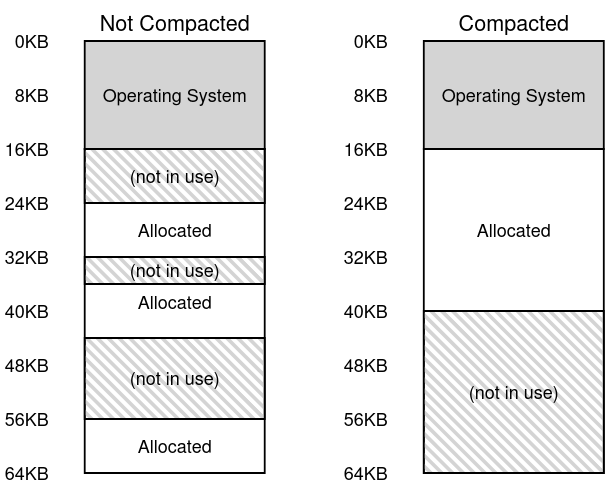 Not Compacted
0KB
Operating System
8KB
16KB
(not in use)
24KB
Allocated
32KB
(not in use)
Allocated
40KB
48KB
(not in use)
56KB
Allocated
64KB
Compacted
0KB
Operating System
8KB
16KB
24KB
Allocated
32KB
40KB
48KB
(not in use)
56KB
64KB